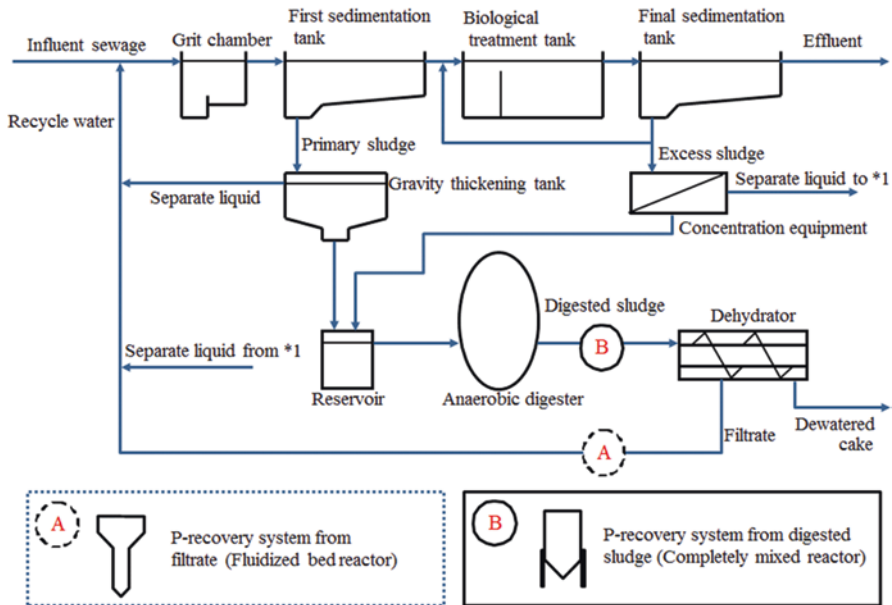 First sedimentation
tank
Biological
treatment tank
Final sedimentation
tank
Influent sewage
Grit chamber
Effluent
Recycle water
Primary sludge
Excess sludge
Separate liquid
Gravity thickening tank
Separate liquid to *1
Concentration equipment
Digested sludge
Dehydrator
B
Separate liquid from *1
Reservoir
Anaerobic digester
Filtrate
Dewatered
cake
A
A
P-recovery system from
filtrate (Fluidized bed reactor)
B
P-recovery system from digested
sludge (Completely mixed reactor)